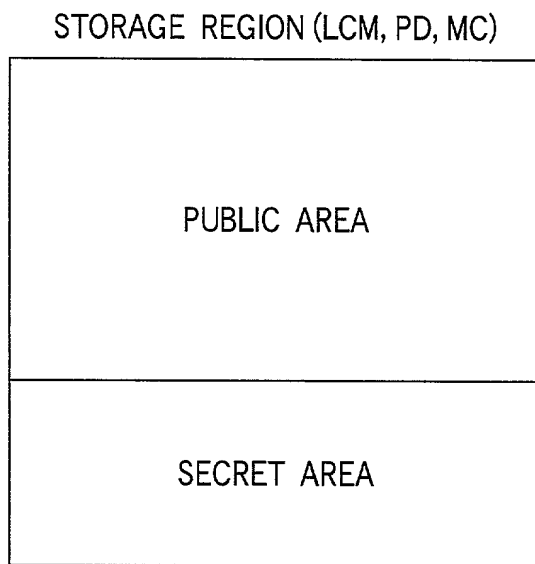 STORAGE REGION (LCM, PD, MC)
PUBLIC AREA
SECRET AREA